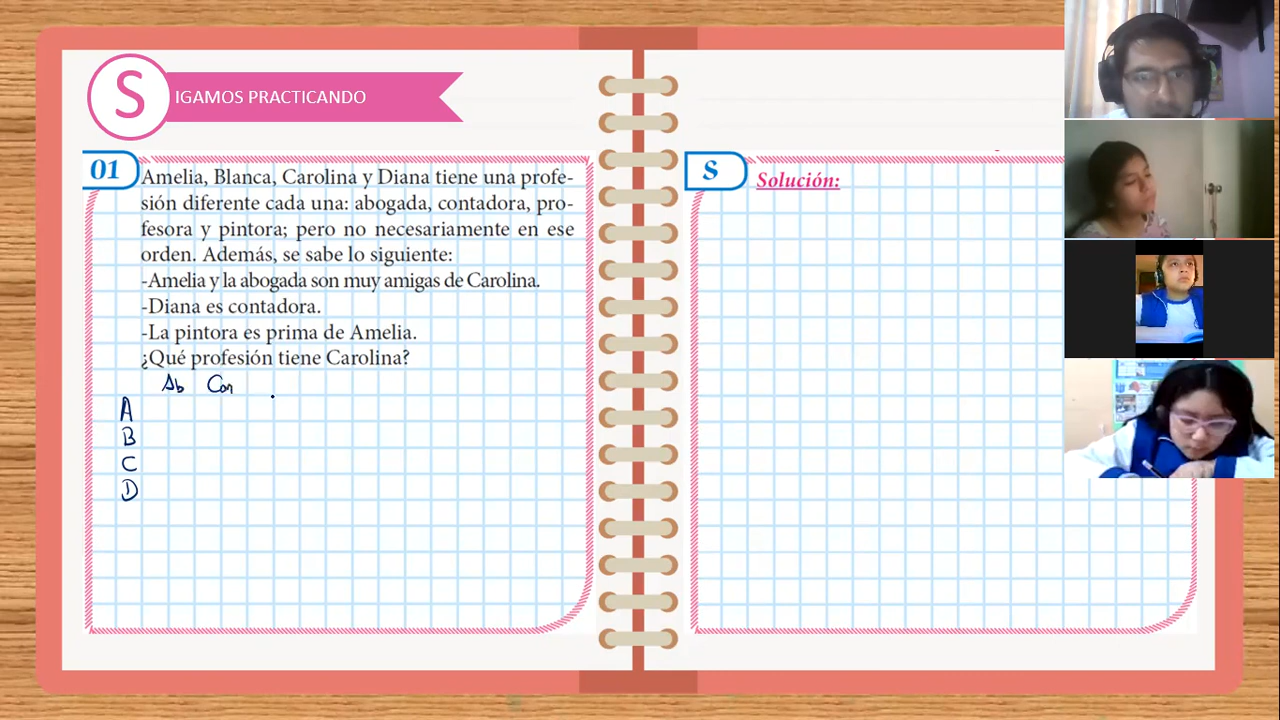 S IGAMOS PRACTICANDO
01
Amelia, Blanca, Carolina y Diana tiene una profe-
sión diferente cada una: abogada, contadora, pro-
fesora y pintora; pero no necesariamente en ese
orden. Además, se sabe lo siguiente:
-Amelia y la abogada son muy amigas de Carolina.
-Diana es contadora.
-La pintora es prima de Amelia.
¿Qué profesión tiene Carolina?
Ab Con
A
B
C
D
S
Solución: